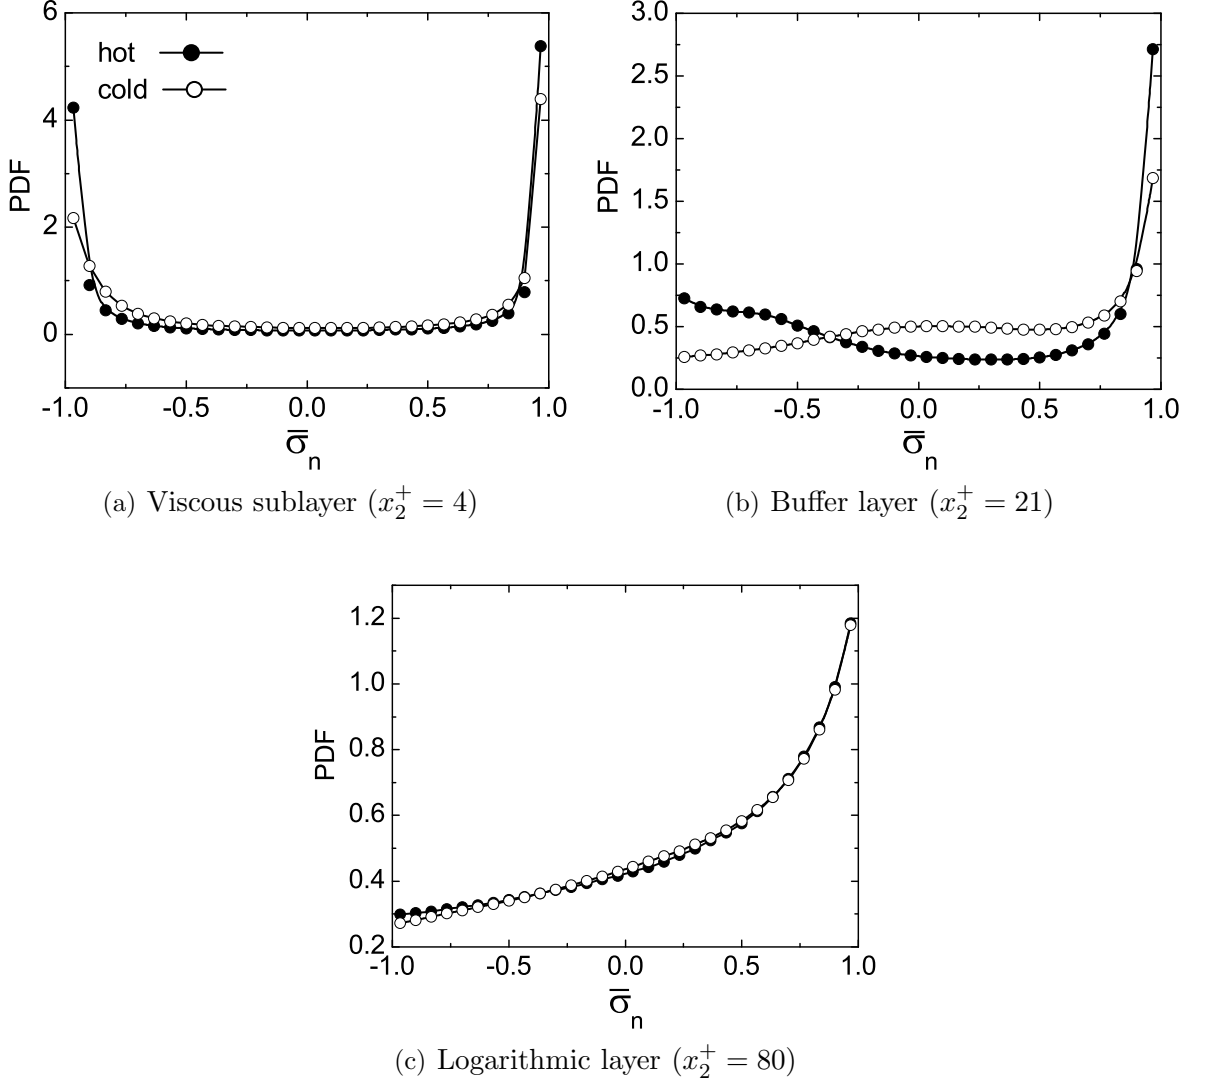 6
4
2
0
PDF
hot
cold
-1.0 -0.5 0.0 0.5 1.0
σ̅n
(a) Viscous sublayer (x₂⁺ = 4)
3.0
2.5
2.0
1.5
1.0
0.5
0.0
PDF
-1.0 -0.5 0.0 0.5 1.0
σ̅n
(b) Buffer layer (x₂⁺ = 21)
1.2
1.0
0.8
0.6
0.4
0.2
PDF
-1.0 -0.5 0.0 0.5 1.0
σ̅n
(c) Logarithmic layer (x₂⁺ = 80)